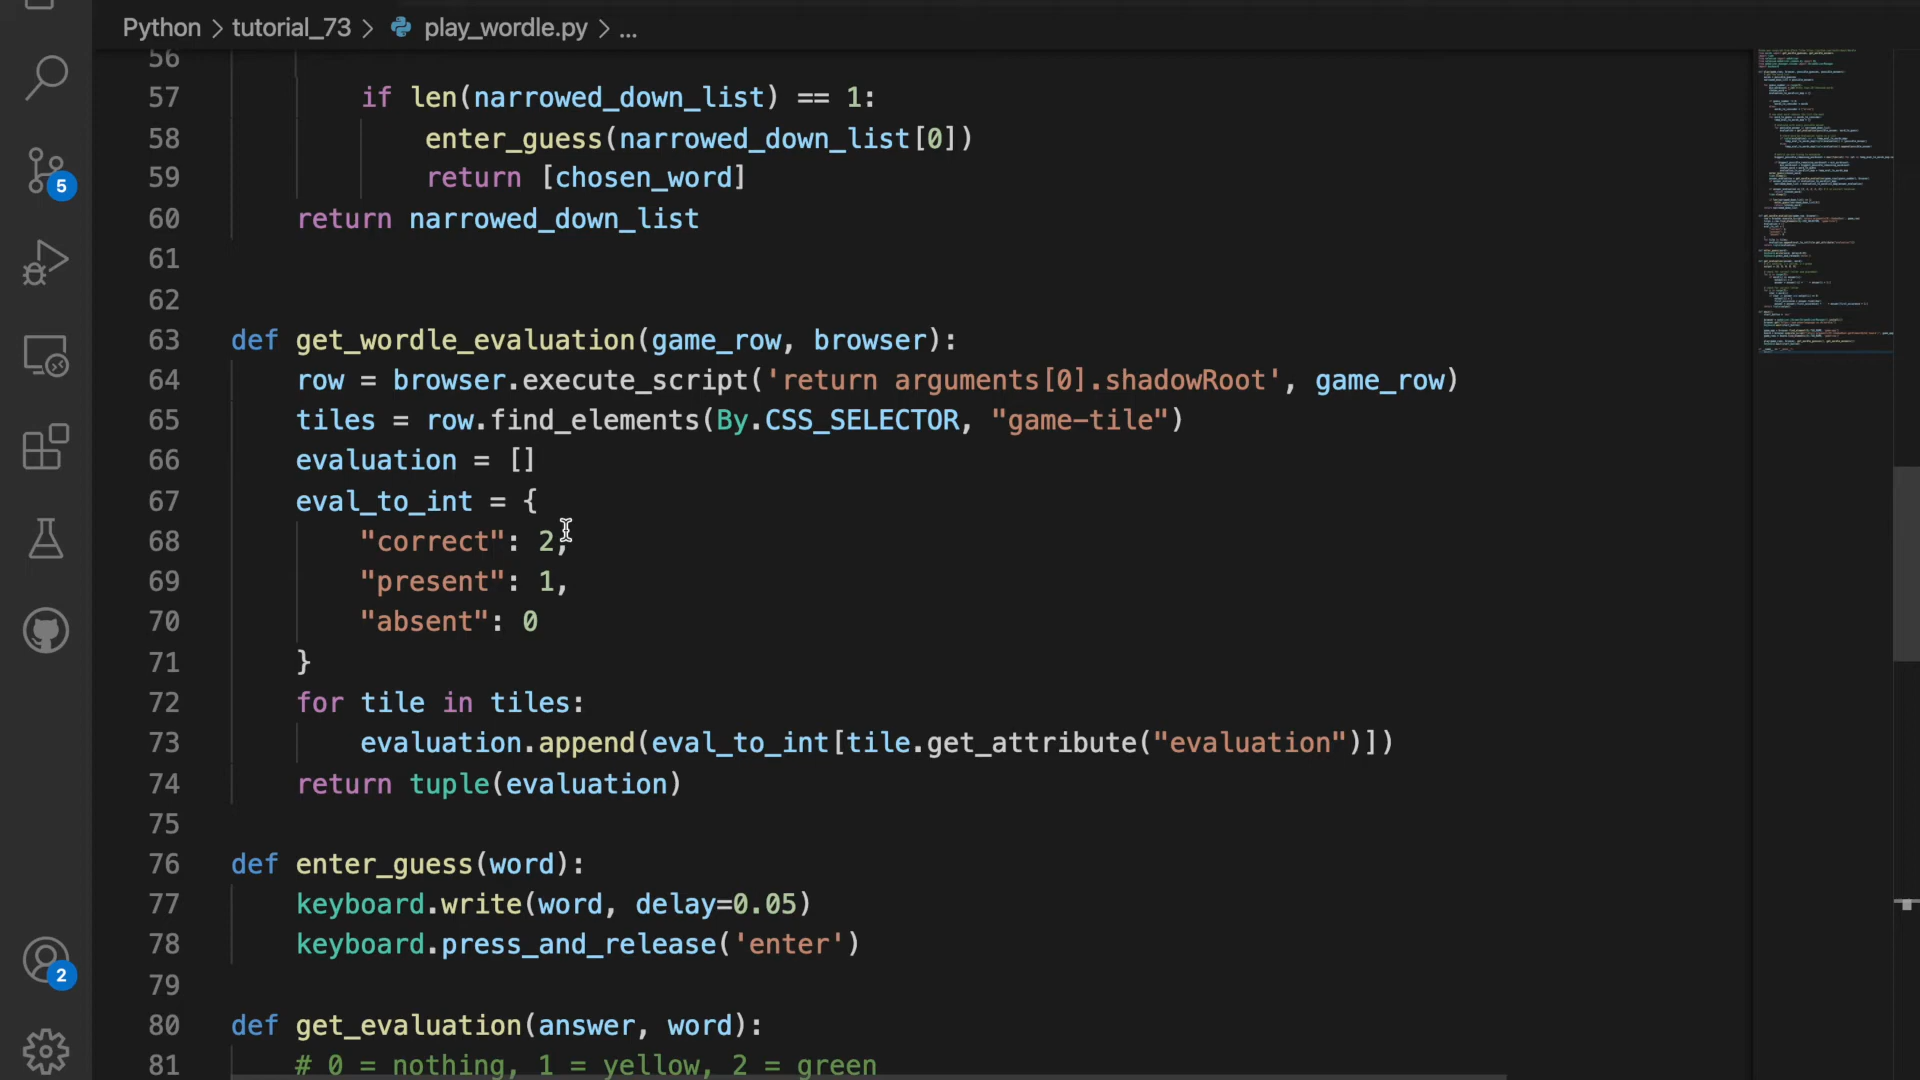 Python > tutorial_73 > play_wordle.py > ...
56
57 if len(narrowed_down_list) == 1:
58 enter_guess(narrowed_down_list[0])
59 return [chosen_word]
60 return narrowed_down_list
61
62
63 def get_wordle_evaluation(game_row, browser):
64 row = browser.execute_script('return arguments[0].shadowRoot', game_row)
65 tiles = row.find_elements(By.CSS_SELECTOR, "game-tile")
66 evaluation = []
67 eval_to_int = {
68 "correct": 2,
69 "present": 1,
70 "absent": 0
71 }
72 for tile in tiles:
73 evaluation.append(eval_to_int[tile.get_attribute("evaluation")])
74 return tuple(evaluation)
75
76 def enter_guess(word):
77 keyboard.write(word, delay=0.05)
78 keyboard.press_and_release('enter')
79
80 def get_evaluation(answer, word):
81 # 0 = nothing, 1 = yellow, 2 = green
5
2